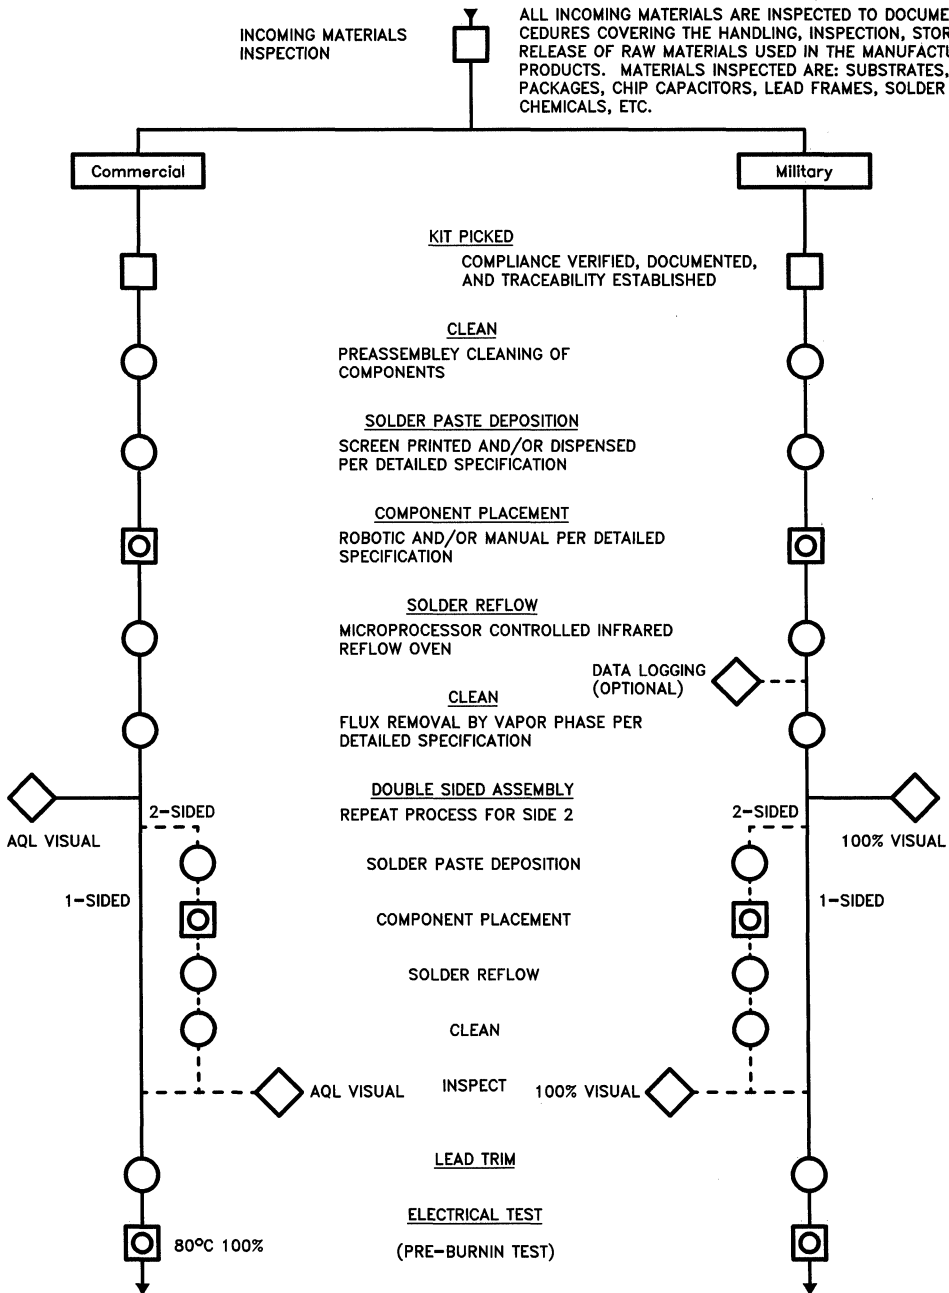 INCOMING MATERIALS
INSPECTION
ALL INCOMING MATERIALS ARE INSPECTED TO
CEDURES COVERING THE HANDLING, INSPECTION,
RELEASE OF RAW MATERIALS USED IN THE
PRODUCTS. MATERIALS INSPECTED ARE: SUBSTRATES,
PACKAGES, CHIP CAPACITORS, LEAD FRAMES, SOLDER
CHEMICALS, ETC.
Commercial
Military
KIT PICKED
COMPLIANCE VERIFIED, DOCUMENTED,
AND TRACEABILITY ESTABLISHED
CLEAN
PREASSEMBLEY CLEANING OF
COMPONENTS
SOLDER PASTE DEPOSITION
SCREEN PRINTED AND/OR DISPENSED
PER DETAILED SPECIFICATION
COMPONENT PLACEMENT
ROBOTIC AND/OR MANUAL PER DETAILED
SPECIFICATION
SOLDER REFLOW
MICROPROCESSOR CONTROLLED INFRARED
REFLOW OVEN
DATA LOGGING
(OPTIONAL)
CLEAN
FLUX REMOVAL BY VAPOR PHASE PER
DETAILED SPECIFICATION
DOUBLE SIDED ASSEMBLY
2-SIDED
REPEAT PROCESS FOR SIDE 2
2-SIDED
AQL VISUAL
100% VISUAL
SOLDER PASTE DEPOSITION
1-SIDED
1-SIDED
COMPONENT PLACEMENT
SOLDER REFLOW
CLEAN
AQL VISUAL
INSPECT
100% VISUAL
LEAD TRIM
ELECTRICAL TEST
80°C 100%
(PRE-BURNIN TEST)